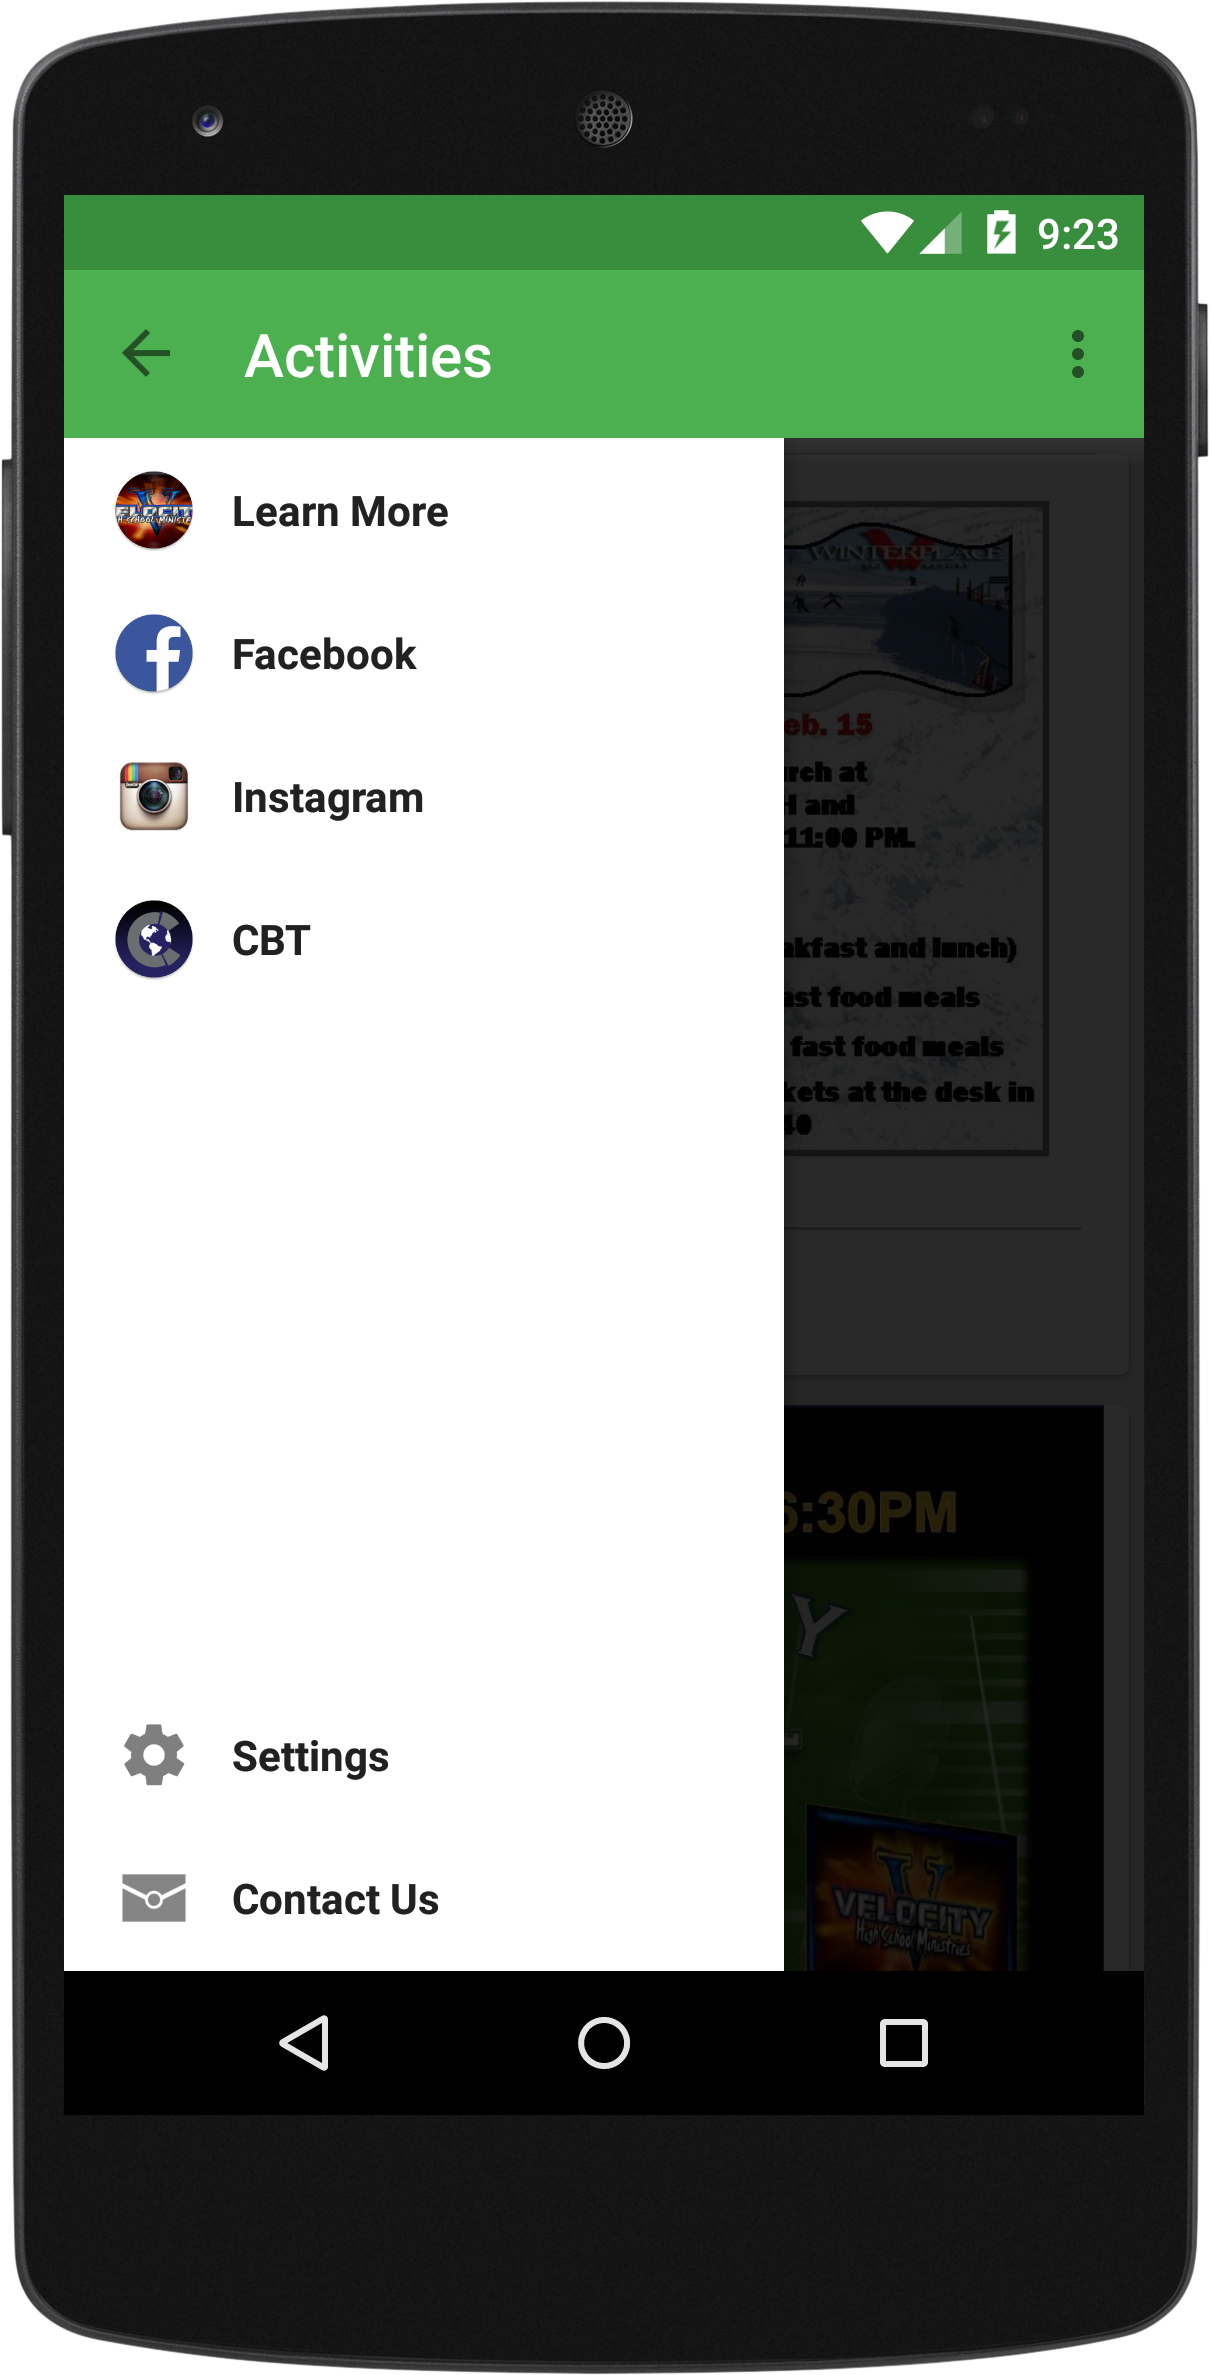 9:23
Activities
Learn More
Facebook
Instagram
CBT
Settings
Contact Us
WINTERPLACE
eb. 15
rch at
H and
11:00 PM.
akfast and lunch)
ast food meals
fast food meals
kets at the desk in
40
6:30PM
Y
VELOCITY
High School Ministries